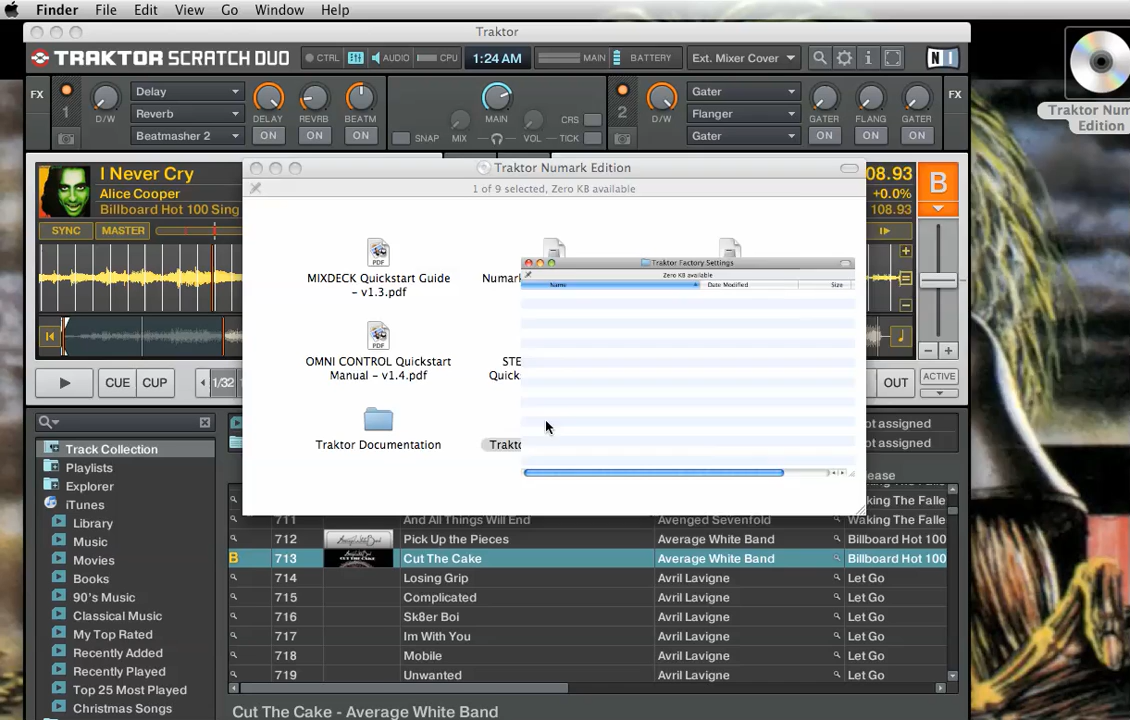 Finder File Edit View Go Window Help
Traktor
TRAKTOR SCRATCH DUO CTRL AUDIO CPU 1:24 AM MAIN BATTERY Ext. Mixer Cover i NI
FX 1 D/W Delay Reverb Beatmasher 2 DELAY REVRB BEATM ON ON ON
SNAP MIX MAIN VOL CRS TICK
2 D/W Gater Flanger Gater GATER FLANG GATER ON ON ON FX
Traktor Num
Edition
I Never Cry
Alice Cooper
Billboard Hot 100 Sing
SYNC MASTER
08.93
+0.0%
108.93
B
Traktor Numark Edition
1 of 9 selected, Zero KB available
MIXDECK Quickstart Guide
– v1.3.pdf
Numark
OMNI CONTROL Quickstart
Manual – v1.4.pdf
STE
Quicks
Traktor Documentation
Trakto
PDF
PDF
Traktor Factory Settings
Zero KB available
Name Date Modified Size
CUE CUP 1/32 OUT ACTIVE
Track Collection
Playlists
Explorer
iTunes
Library
Music
Movies
Books
90's Music
Classical Music
My Top Rated
Recently Added
Recently Played
Top 25 Most Played
Christmas Songs
ot assigned
ot assigned
ease
Waking The Falle
711 And All Things Will End Avenged Sevenfold Waking The Falle
712 Pick Up the Pieces Average White Band Billboard Hot 100
B 713 Cut The Cake Average White Band Billboard Hot 100
714 Losing Grip Avril Lavigne Let Go
715 Complicated Avril Lavigne Let Go
716 Sk8er Boi Avril Lavigne Let Go
717 Im With You Avril Lavigne Let Go
718 Mobile Avril Lavigne Let Go
719 Unwanted Avril Lavigne Let Go
Cut The Cake - Average White Band